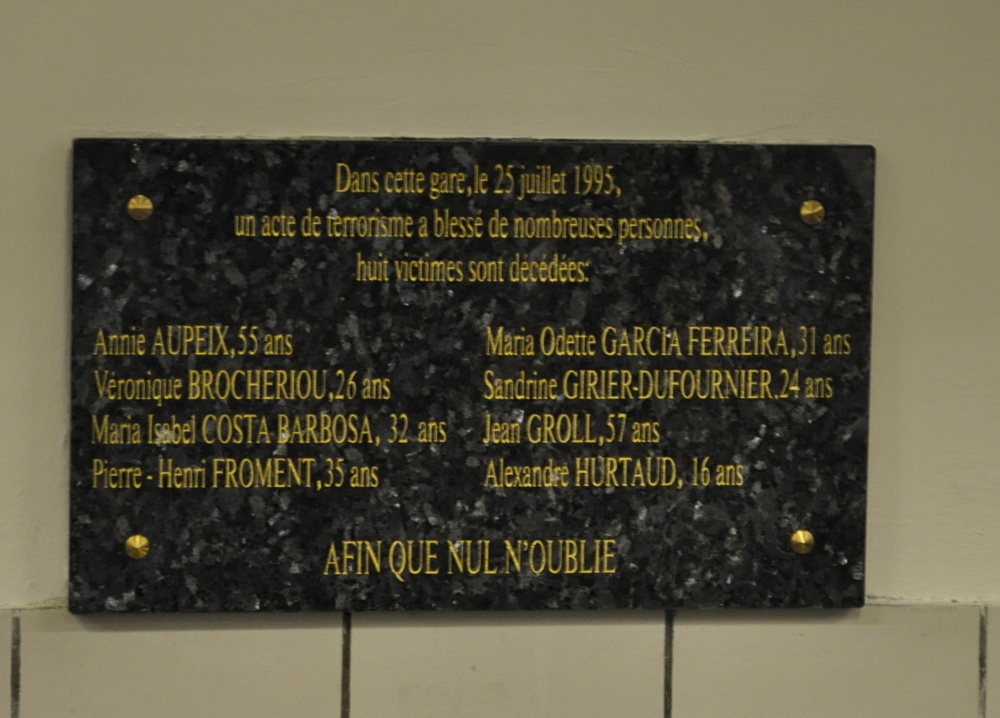 Dans cette gare, le 25 juillet 1995,
un acte de terrorisme a blessé de nombreuses personnes,
huit victimes sont décédées:
Annie AUPEIX, 55 ans
Véronique BROCHERIOU, 26 ans
Maria Isabel COSTA BARBOSA, 32 ans
Pierre - Henri FROMENT, 35 ans
Maria Odette GARCIA FERREIRA, 31 ans
Sandrine GIRIER-DUFOURNIER, 24 ans
Jean GROLL, 57 ans
Alexandre HURTAUD, 16 ans
AFIN QUE NUL N'OUBLIE